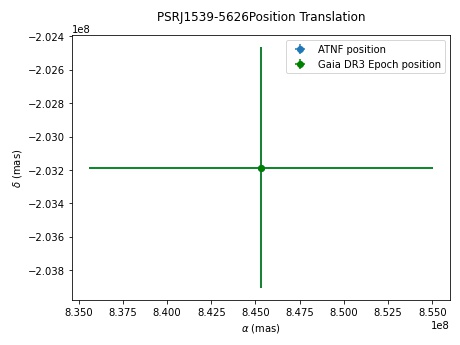 PSRJ1539-5626Position Translation
1e8
−2.024
−2.026
−2.028
−2.030
−2.032
−2.034
−2.036
−2.038
δ (mas)
ATNF position
Gaia DR3 Epoch position
8.350 8.375 8.400 8.425 8.450 8.475 8.500 8.525 8.550
1e8
α (mas)